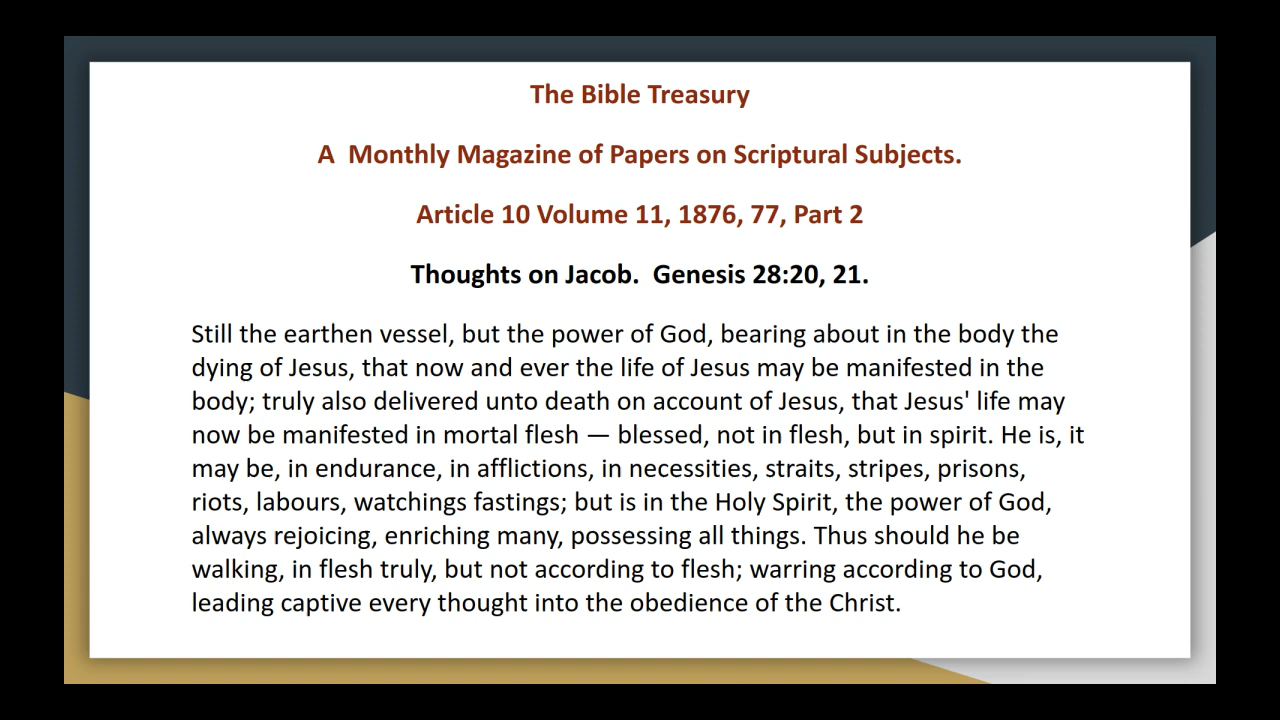 The Bible Treasury
A  Monthly Magazine of Papers on Scriptural Subjects.
Article 10 Volume 11, 1876, 77, Part 2
Thoughts on Jacob.  Genesis 28:20, 21.
Still the earthen vessel, but the power of God, bearing about in the body the
dying of Jesus, that now and ever the life of Jesus may be manifested in the
body; truly also delivered unto death on account of Jesus, that Jesus' life may
now be manifested in mortal flesh — blessed, not in flesh, but in spirit. He is, it
may be, in endurance, in afflictions, in necessities, straits, stripes, prisons,
riots, labours, watchings fastings; but is in the Holy Spirit, the power of God,
always rejoicing, enriching many, possessing all things. Thus should he be
walking, in flesh truly, but not according to flesh; warring according to God,
leading captive every thought into the obedience of the Christ.